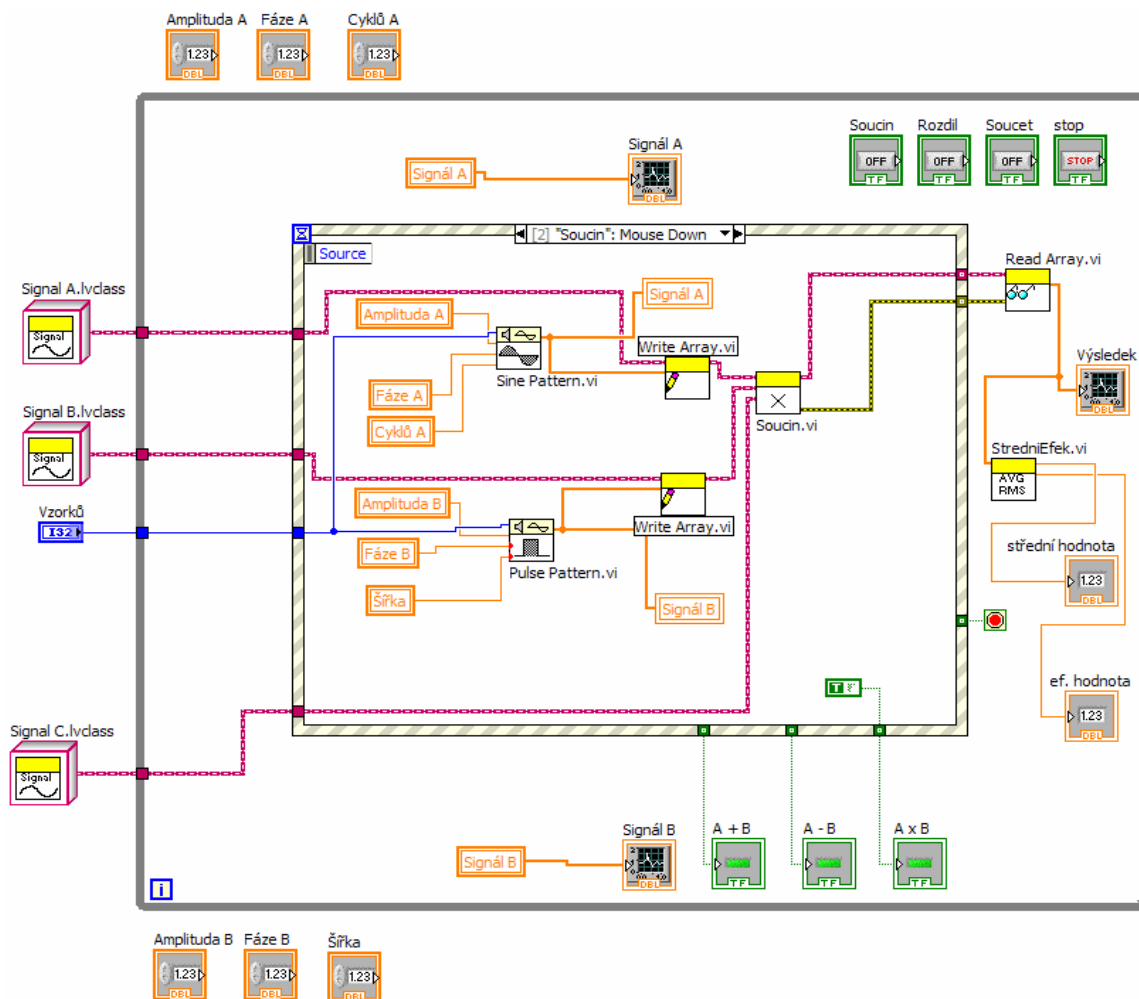 Amplituda A Fáze A Cyklů A
1.23 1.23 1.23
DBL DBL DBL
Soucin Rozdil Soucet stop
OFF OFF OFF STOP
TF TF TF TF
Signál A
Signál A
DBL
[2] "Soucin": Mouse Down
Source
Read Array.vi
Signal A.lvclass
Signal
Signál A
Amplituda A
Write Array.vi
Sine Pattern.vi
Fáze A
Cyklů A
Soucin.vi
Výsledek
DBL
Signal B.lvclass
Signal
StredniEfek.vi
AVG
RMS
Amplituda B
Write Array.vi
Vzorků
I32
Fáze B
Pulse Pattern.vi
Šířka
Signál B
střední hodnota
1.23
DBL
T
ef. hodnota
1.23
DBL
Signal C.lvclass
Signal
Signál B
Signál B
DBL
A + B A - B A x B
TF TF TF
i
Amplituda B Fáze B Šířka
1.23 1.23 1.23
DBL DBL DBL